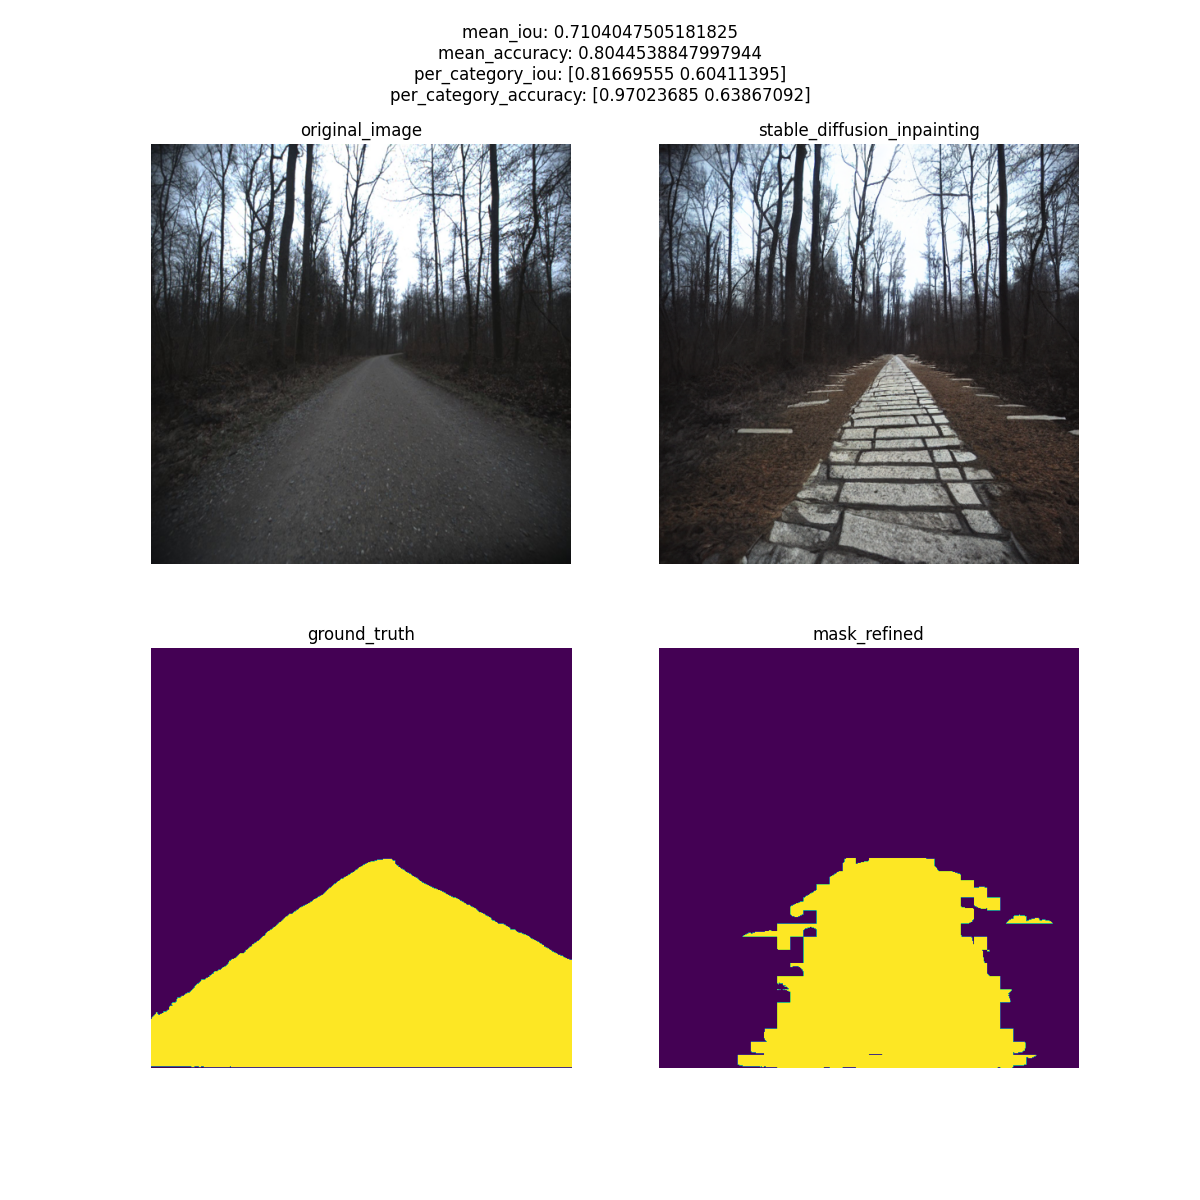 mean_iou: 0.7104047505181825
mean_accuracy: 0.8044538847997944
per_category_iou: [0.81669555 0.60411395]
per_category_accuracy: [0.97023685 0.63867092]
original_image
stable_diffusion_inpainting
ground_truth
mask_refined